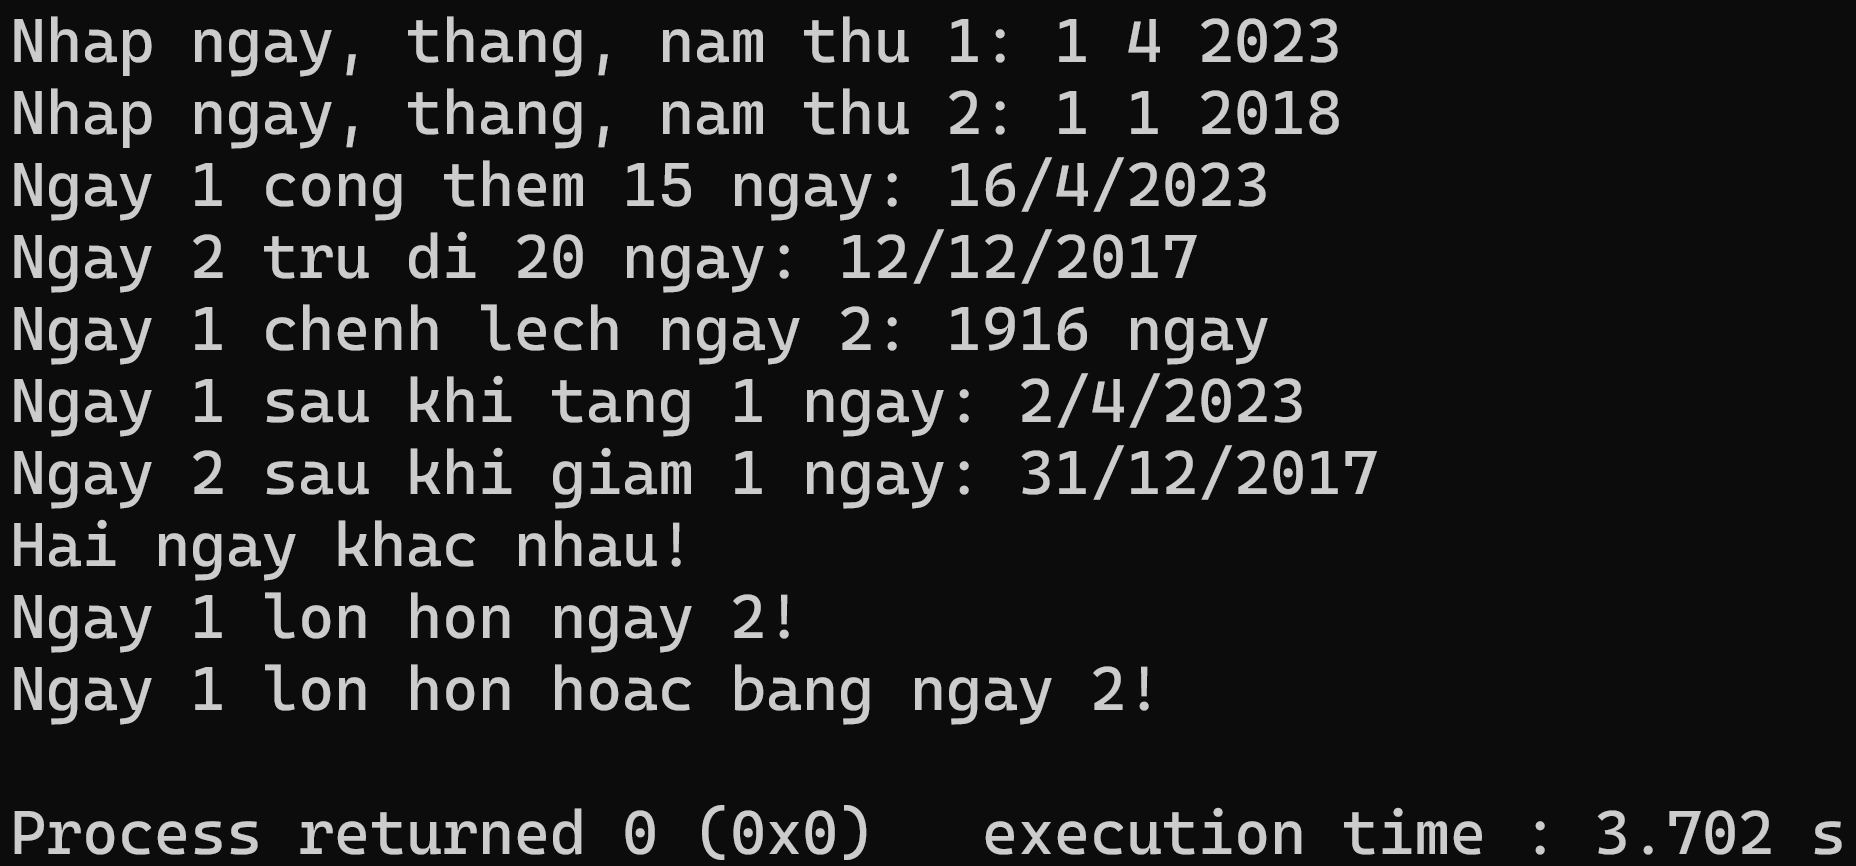 Nhap ngay, thang, nam thu 1: 1 4 2023
Nhap ngay, thang, nam thu 2: 1 1 2018
Ngay 1 cong them 15 ngay: 16/4/2023
Ngay 2 tru di 20 ngay: 12/12/2017
Ngay 1 chenh lech ngay 2: 1916 ngay
Ngay 1 sau khi tang 1 ngay: 2/4/2023
Ngay 2 sau khi giam 1 ngay: 31/12/2017
Hai ngay khac nhau!
Ngay 1 lon hon ngay 2!
Ngay 1 lon hon hoac bang ngay 2!
Process returned 0 (0x0)   execution time : 3.702 s